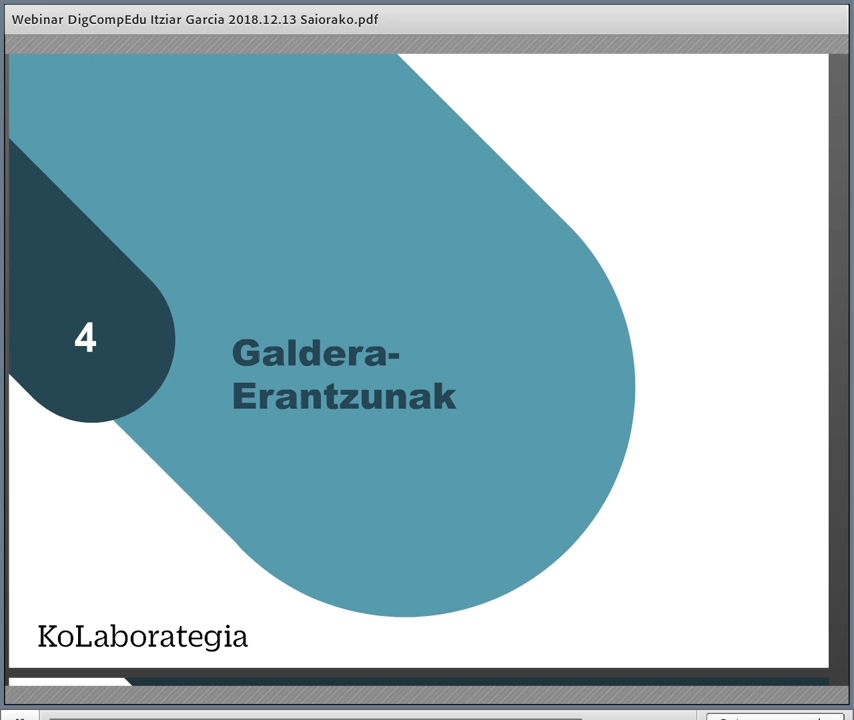 Webinar DigCompEdu Itziar Garcia 2018.12.13 Saiorako.pdf
4
Galdera-
Erantzunak
KoLaborategia